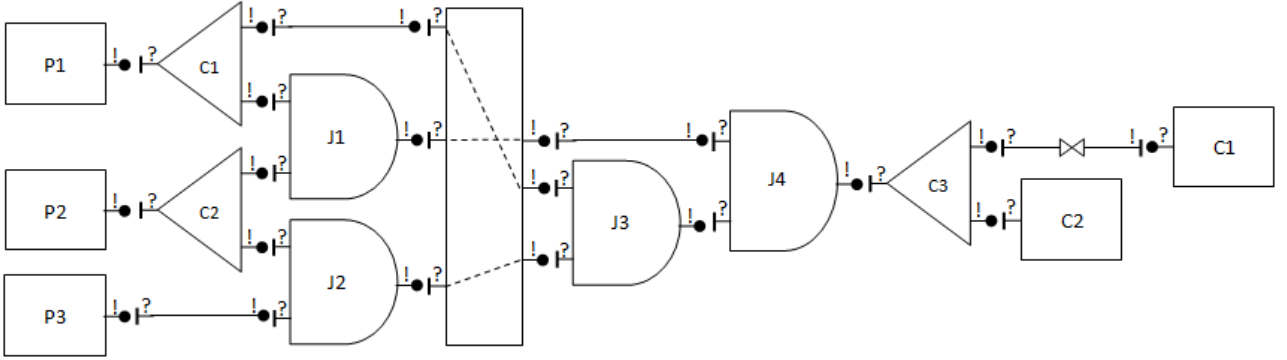 ! ? ! ?
P1 ! ? C1
! ?
J1 ! ? ! ? ! ?
! ? ! ? C1
! ? J4 ! ?
P2 ! ? C2 ! ? J3 ! ? C3
! ? ! ? C2
! ?
J2 ! ?
P3 ! ? ! ?